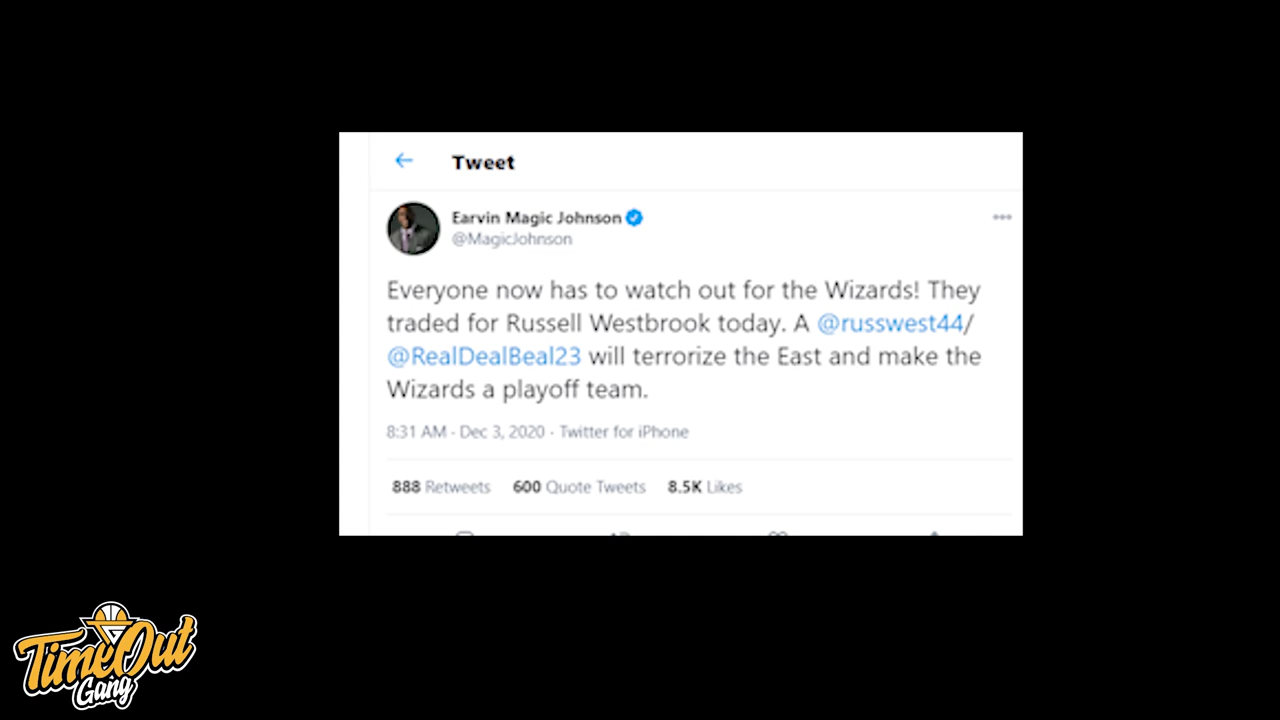 Tweet
Earvin Magic Johnson
@MagicJohnson
Everyone now has to watch out for the Wizards! They
traded for Russell Westbrook today. A @russwest44/
@RealDealBeal23 will terrorize the East and make the
Wizards a playoff team.
8:31 AM · Dec 3, 2020 · Twitter for iPhone
888 Retweets 600 Quote Tweets 8.5K Likes
TimeOut
Gang